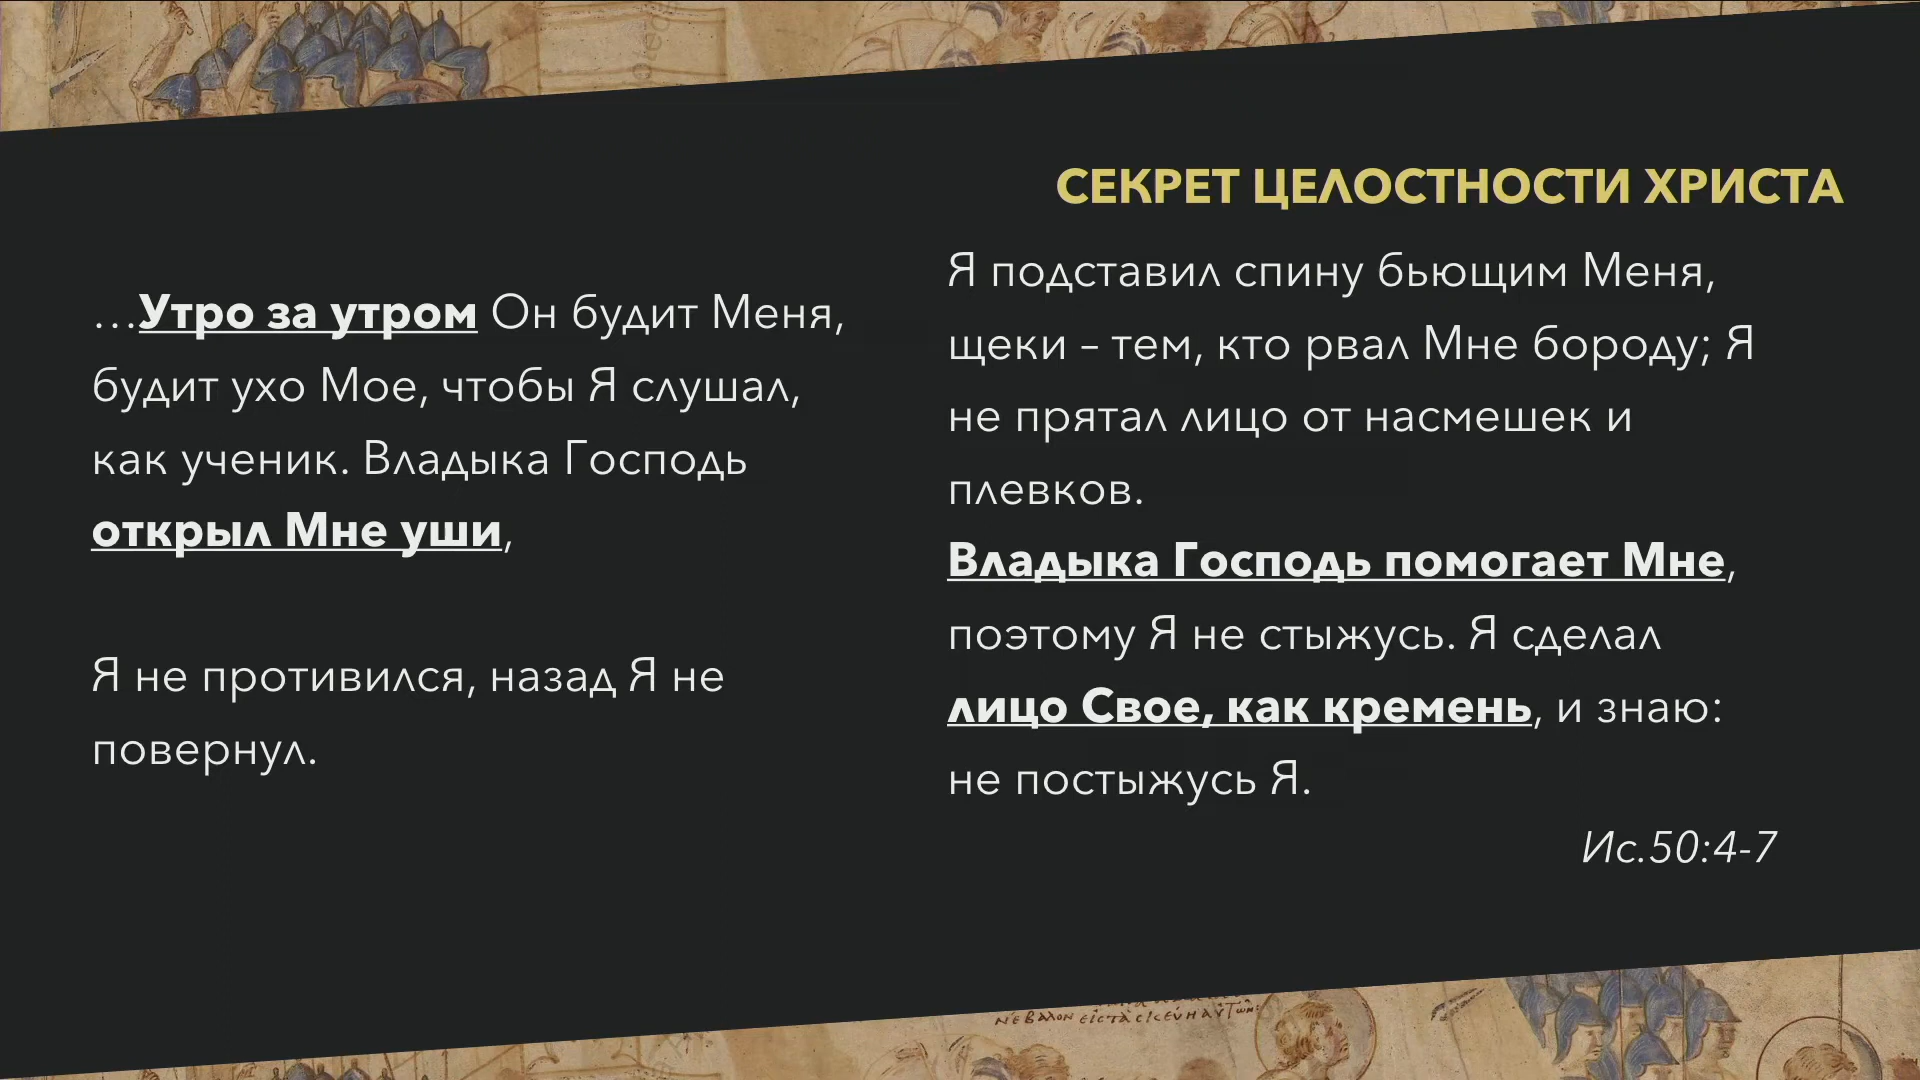 СЕКРЕТ ЦЕЛОСТНОСТИ ХРИСТА
…Утро за утром Он будит Меня,
будит ухо Мое, чтобы Я слушал,
как ученик. Владыка Господь
открыл Мне уши,
Я не противился, назад Я не
повернул.
Я подставил спину бьющим Меня,
щеки – тем, кто рвал Мне бороду; Я
не прятал лицо от насмешек и
плевков.
Владыка Господь помогает Мне,
поэтому Я не стыжусь. Я сделал
лицо Свое, как кремень, и знаю:
не постыжусь Я.
Ис.50:4-7